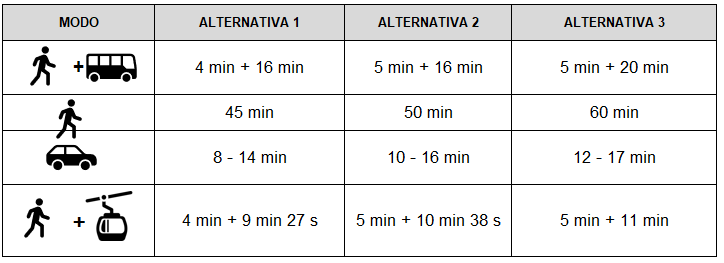 MODO ALTERNATIVA 1 ALTERNATIVA 2 ALTERNATIVA 3
+ 4 min + 16 min 5 min + 16 min 5 min + 20 min
45 min 50 min 60 min
8 - 14 min 10 - 16 min 12 - 17 min
+ 4 min + 9 min 27 s 5 min + 10 min 38 s 5 min + 11 min